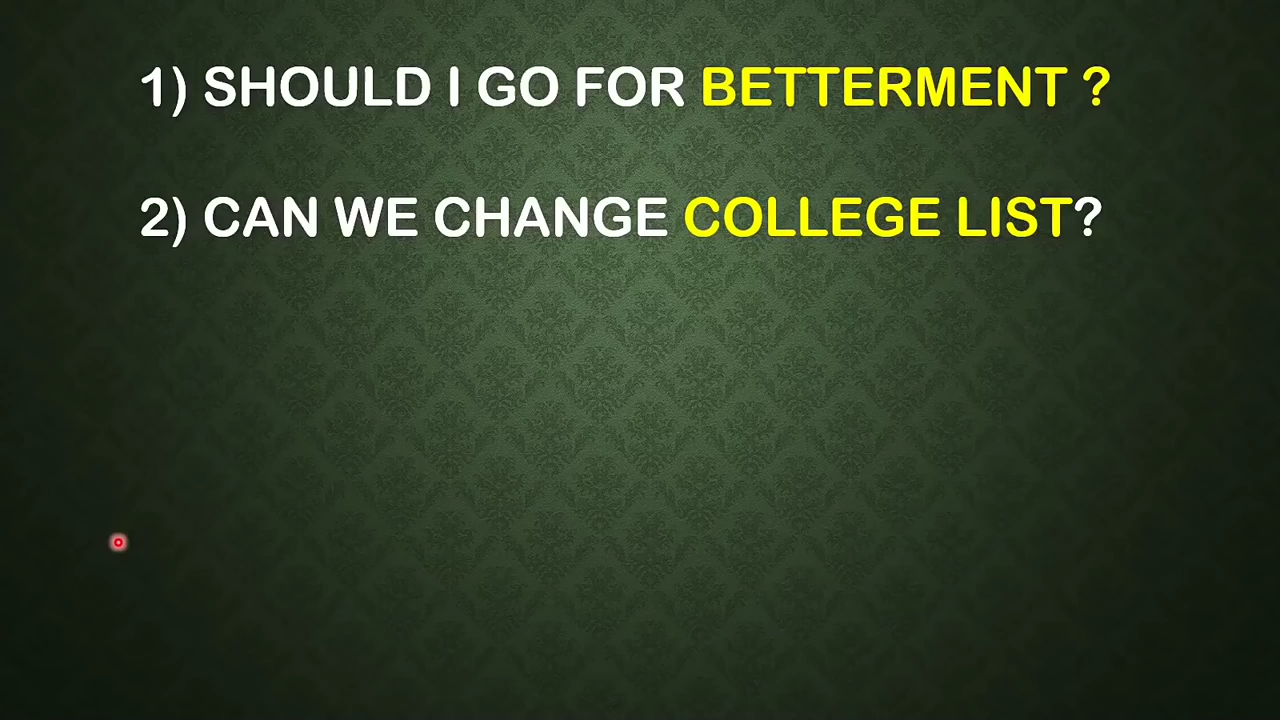 1) SHOULD I GO FOR BETTERMENT ?
2) CAN WE CHANGE COLLEGE LIST?